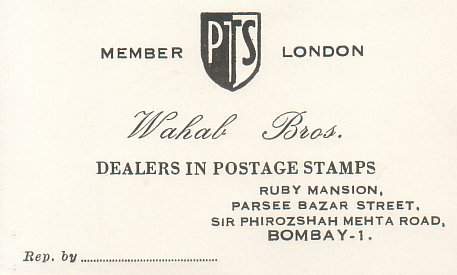 MEMBER PTS LONDON
Wahab Bros.
DEALERS IN POSTAGE STAMPS
RUBY MANSION,
PARSEE BAZAR STREET,
SIR PHIROZSHAH MEHTA ROAD,
BOMBAY-1.
Rep. by..............................